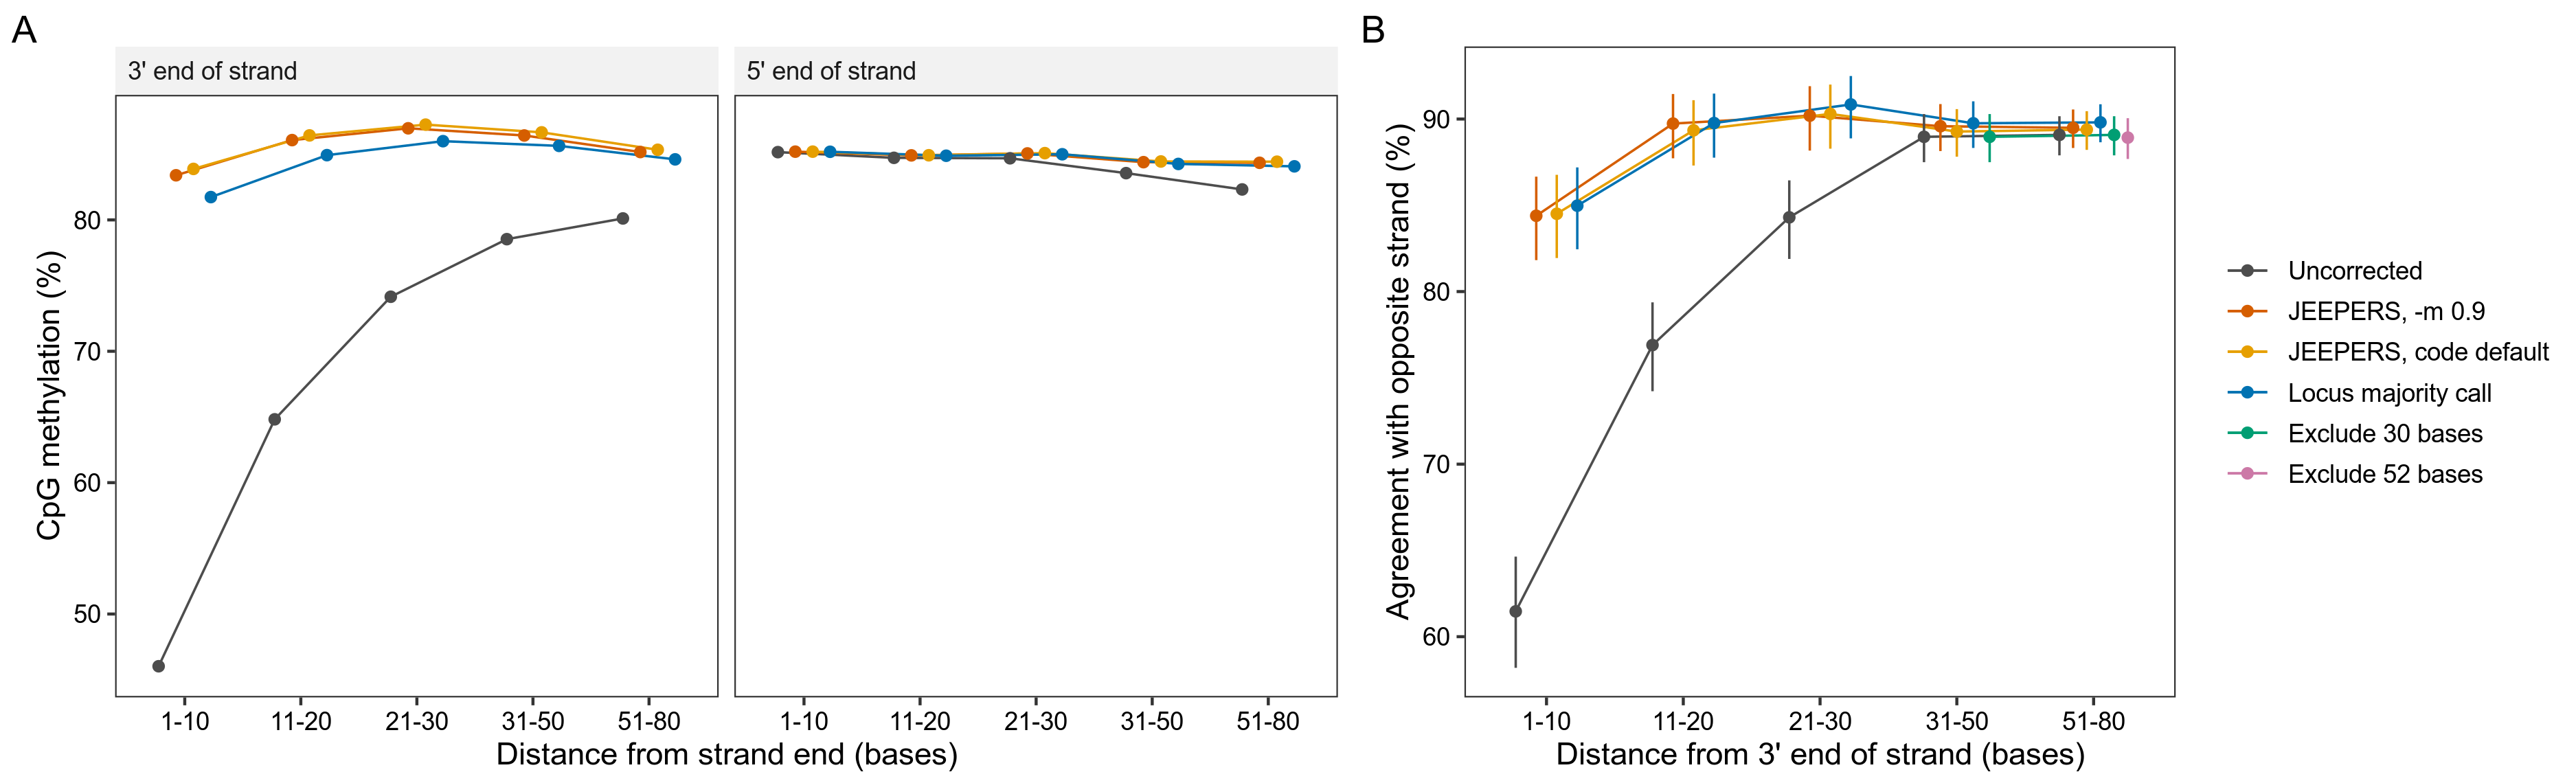 A
3' end of strand
5' end of strand
CpG methylation (%)
80
70
60
50
1-10
11-20
21-30
31-50
51-80
1-10
11-20
21-30
31-50
51-80
Distance from strand end (bases)
B
Agreement with opposite strand (%)
90
80
70
60
1-10
11-20
21-30
31-50
51-80
Distance from 3' end of strand (bases)
Uncorrected
JEEPERS, -m 0.9
JEEPERS, code default
Locus majority call
Exclude 30 bases
Exclude 52 bases